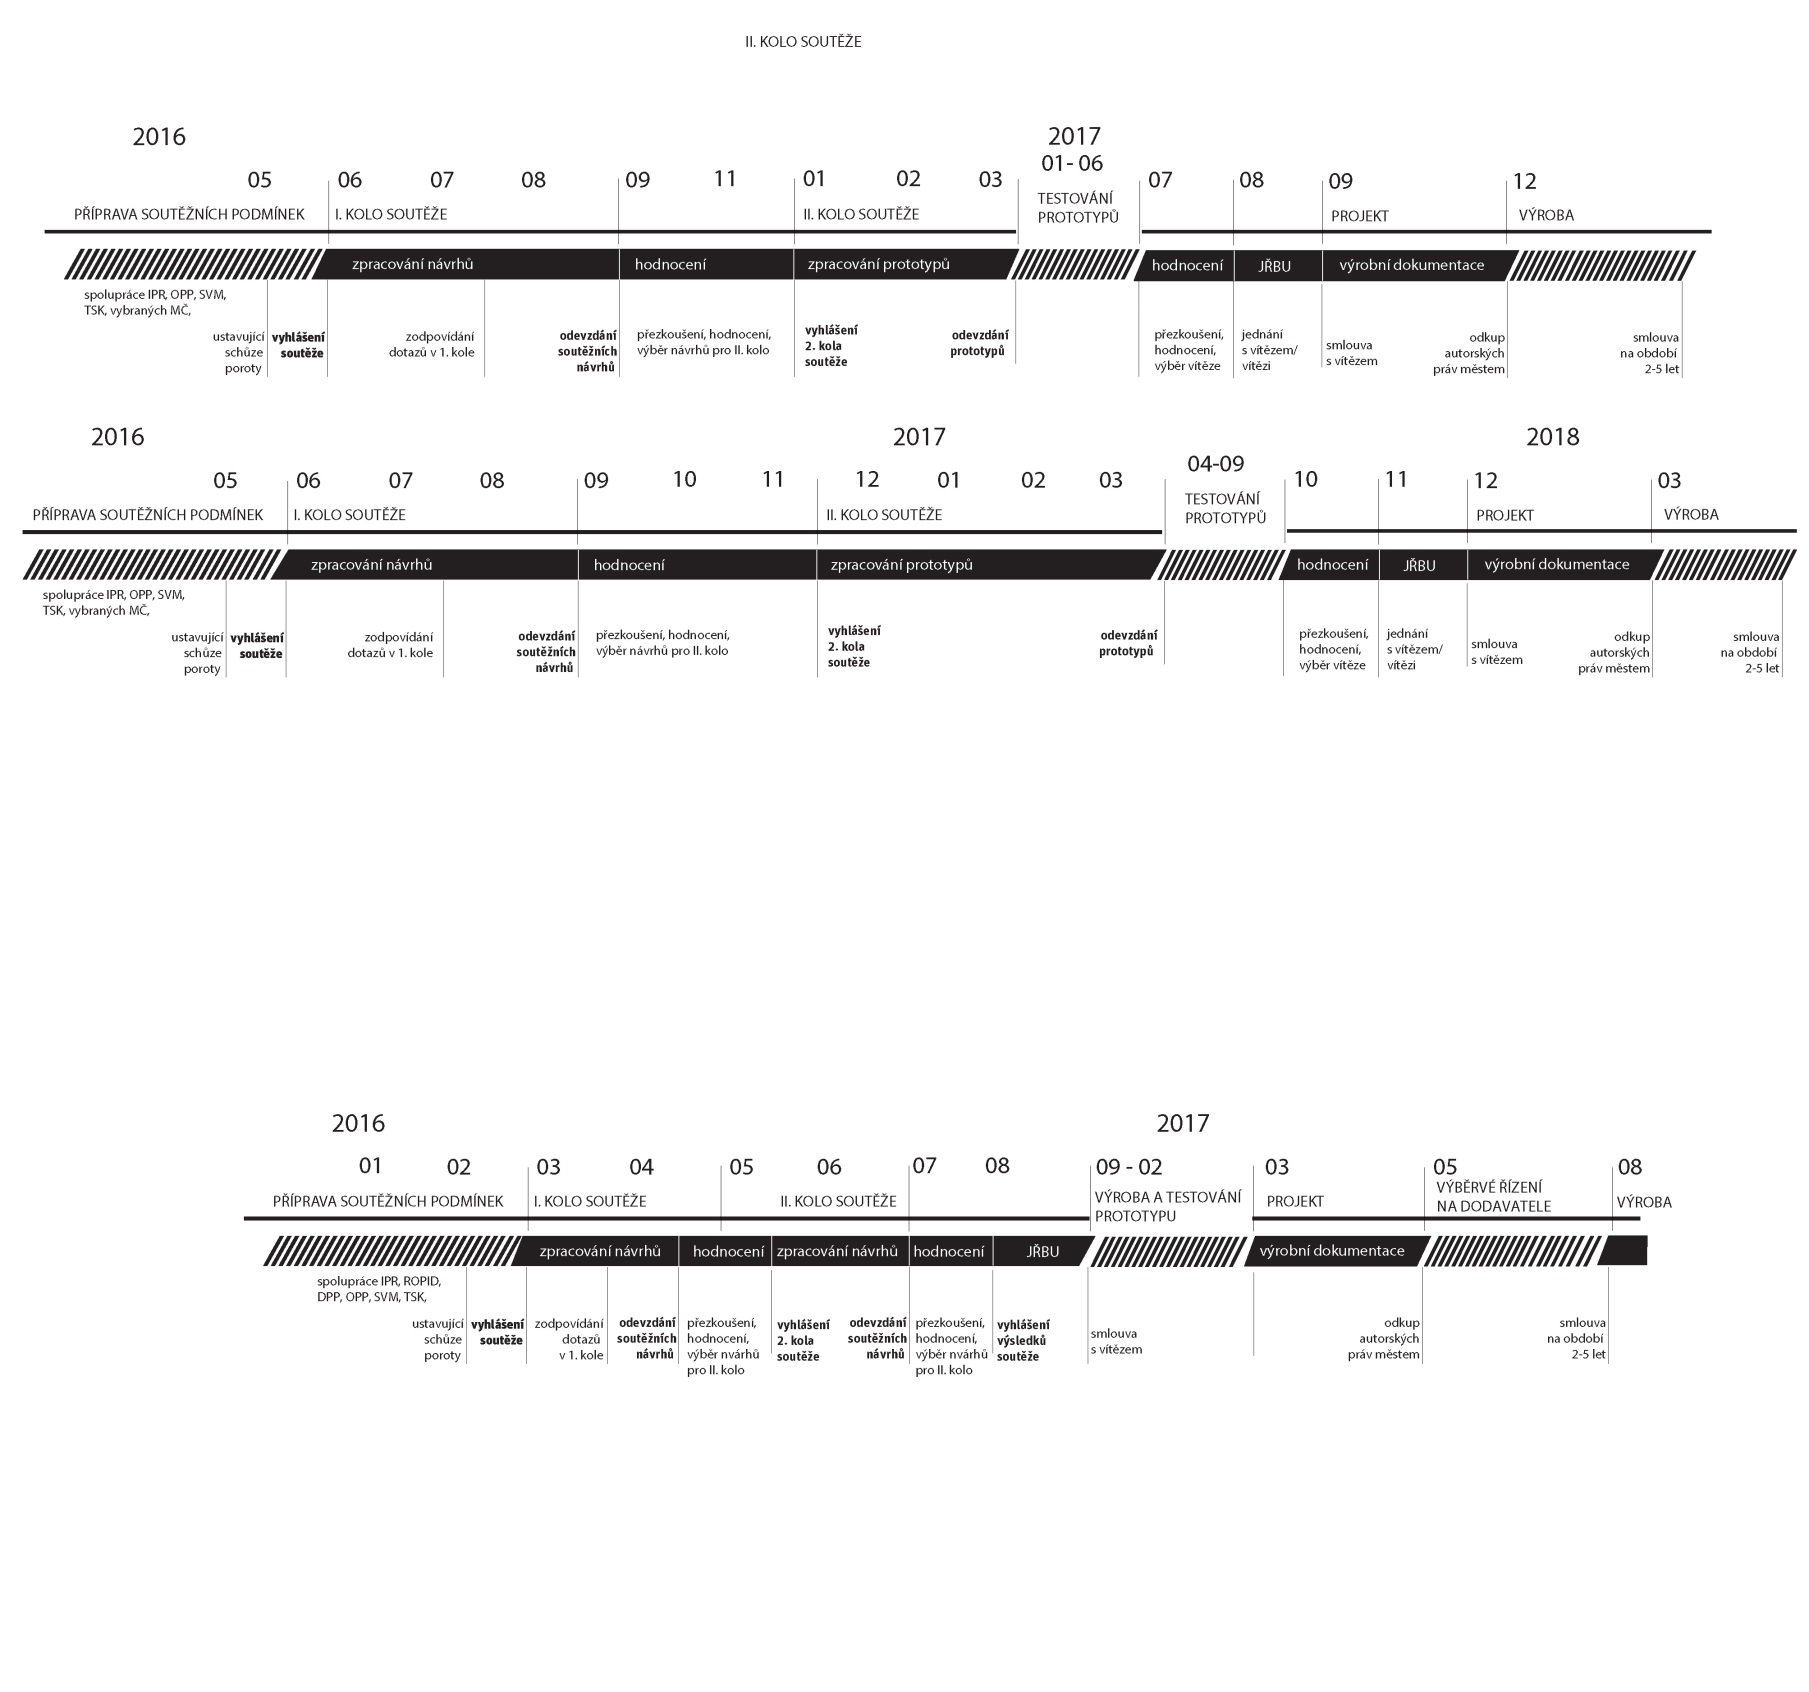 II. KOLO SOUTĚŽE
2016
2017
05 06 07 08 09 11 01 02 03 01- 06 07 08 09 12
PŘÍPRAVA SOUTĚŽNÍCH PODMÍNEK I. KOLO SOUTĚŽE II. KOLO SOUTĚŽE TESTOVÁNÍ PROJEKT VÝROBA
PROTOTYPŮ
zpracování návrhů hodnocení zpracování prototypů hodnocení JŘBU výrobní dokumentace
spolupráce IPR, OPP, SVM,
TSK, vybraných MČ,
ustavující
schůze
poroty
vyhlášení
soutěže
zodpovídání
dotazů v 1. kole
odevzdání
soutěžních
návrhů
přezkoušení, hodnocení,
výběr návrhů pro II. kolo
vyhlášení
2. kola
soutěže
odevzdání
prototypů
přezkoušení,
hodnocení,
výběr vítěze
jednání
s vítězem/
vítězi
smlouva
s vítězem
odkup
autorských
práv městem
smlouva
na období
2-5 let
2016 2017 2018
05 06 07 08 09 10 11 12 01 02 03 04-09 10 11 12 03
PŘÍPRAVA SOUTĚŽNÍCH PODMÍNEK I. KOLO SOUTĚŽE II. KOLO SOUTĚŽE TESTOVÁNÍ PROJEKT VÝROBA
PROTOTYPŮ
zpracování návrhů hodnocení zpracování prototypů hodnocení JŘBU výrobní dokumentace
spolupráce IPR, OPP, SVM,
TSK, vybraných MČ,
ustavující
schůze
poroty
vyhlášení
soutěže
zodpovídání
dotazů v 1. kole
odevzdání
soutěžních
návrhů
přezkoušení, hodnocení,
výběr návrhů pro II. kolo
vyhlášení
2. kola
soutěže
odevzdání
prototypů
přezkoušení,
hodnocení,
výběr vítěze
jednání
s vítězem/
vítězi
smlouva
s vítězem
odkup
autorských
práv městem
smlouva
na období
2-5 let
2016 2017
01 02 03 04 05 06 07 08 09 - 02 03 05 08
PŘÍPRAVA SOUTĚŽNÍCH PODMÍNEK I. KOLO SOUTĚŽE II. KOLO SOUTĚŽE
VÝROBA A TESTOVÁNÍ
PROTOTYPU
PROJEKT
VÝBĚRVÉ ŘÍZENÍ
NA DODAVATELE
VÝROBA
zpracování návrhů hodnocení zpracování návrhů hodnocení JŘBU výrobní dokumentace
spolupráce IPR, ROPID,
DPP, OPP, SVM, TSK,
ustavující
schůze
poroty
vyhlášení
soutěže
zodpovídání
dotazů
v 1. kole
odevzdání
soutěžních
návrhů
přezkoušení,
hodnocení,
výběr nvárhů
pro II. kolo
vyhlášení
2. kola
soutěže
odevzdání
soutěžních
návrhů
přezkoušení,
hodnocení,
výběr nvárhů
pro II. kolo
vyhlášení
výsledků
soutěže
smlouva
s vítězem
odkup
autorských
práv městem
smlouva
na období
2-5 let